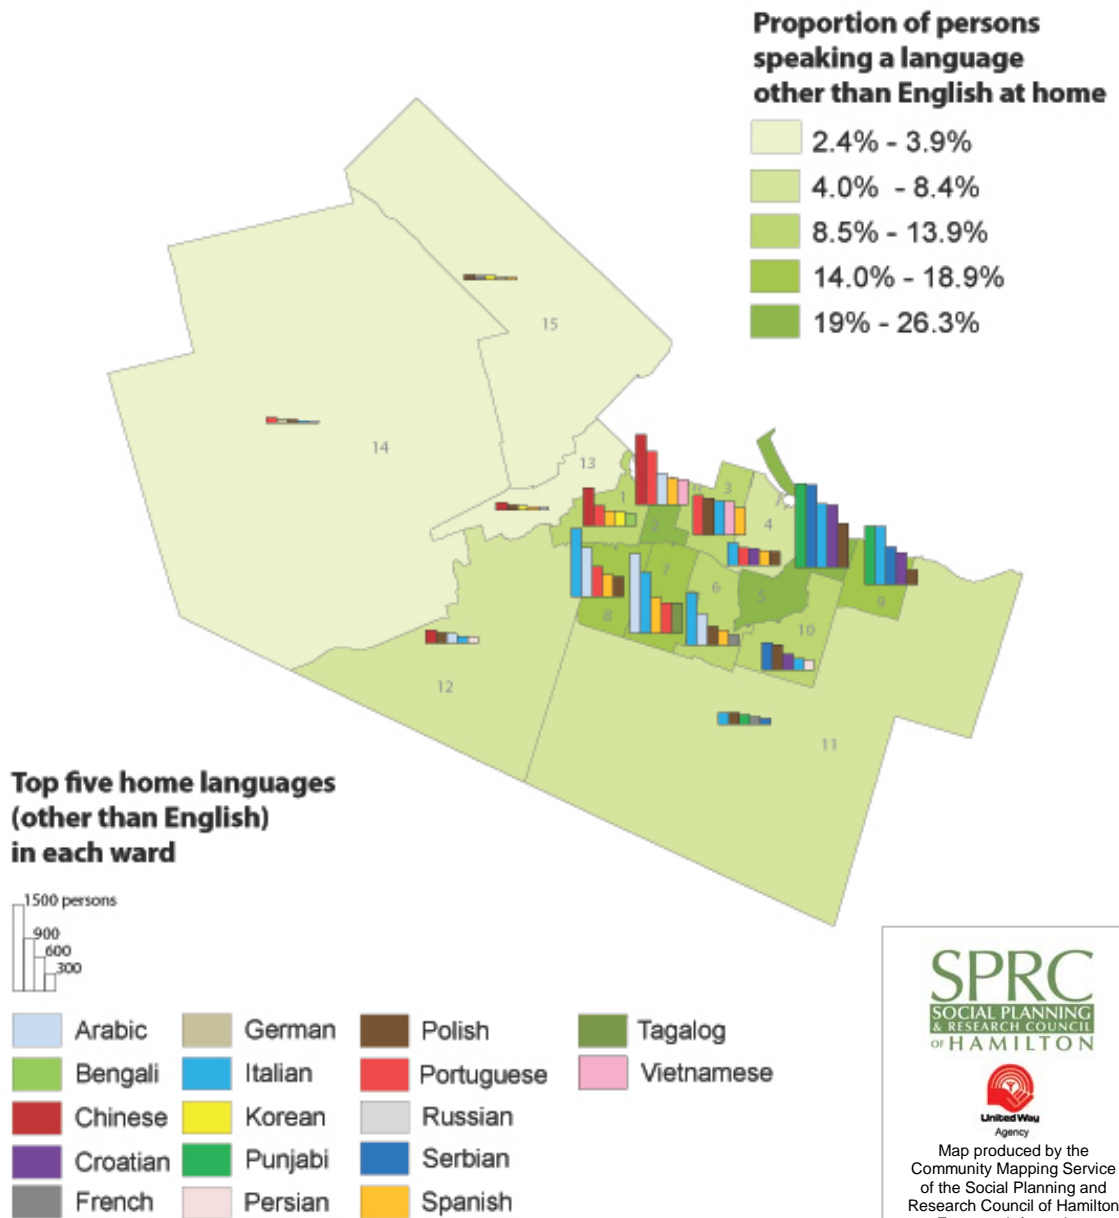 Proportion of persons
speaking a language
other than English at home
2.4% - 3.9%
4.0% - 8.4%
8.5% - 13.9%
14.0% - 18.9%
19% - 26.3%
15
14
13
1
2
3
4
7
6
5
8
9
10
12
11
Top five home languages
(other than English)
in each ward
1500 persons
900
600
300
Arabic
German
Polish
Tagalog
Bengali
Italian
Portuguese
Vietnamese
Chinese
Korean
Russian
Croatian
Punjabi
Serbian
French
Persian
Spanish
SPRC
SOCIAL PLANNING
& RESEARCH COUNCIL
OF HAMILTON
United Way
Agency
Map produced by the
Community Mapping Service
of the Social Planning and
Research Council of Hamilton